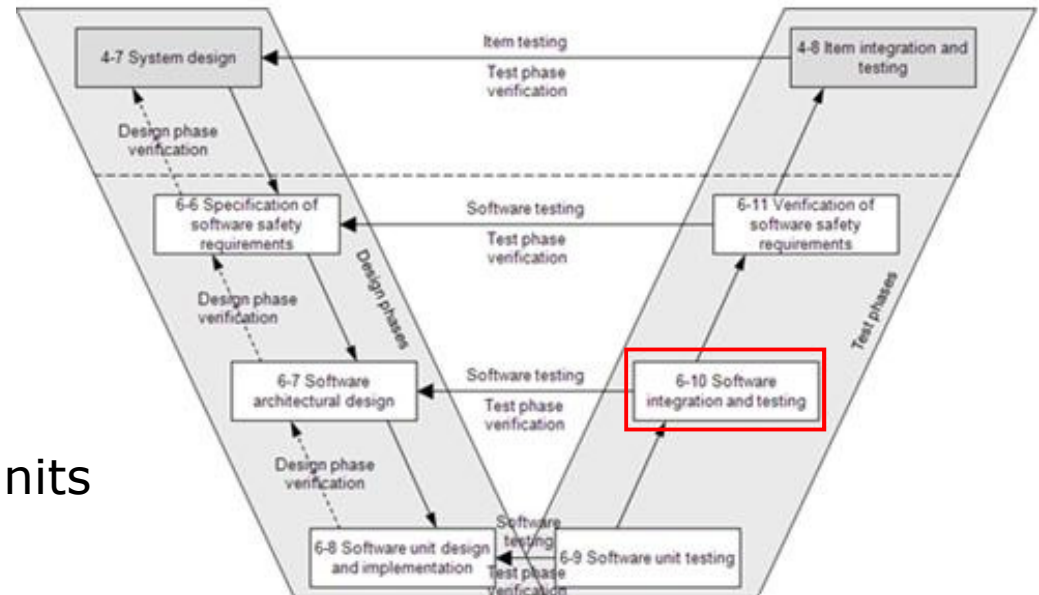 4-7 System design
Item testing
Test phase
verification
4-8 Item integration and
testing
Design phase
verification
6-6 Specification of
software safety
requirements
Software testing
Test phase
verification
6-11 Verification of
software safety
requirements
Design phases
Test phases
Design phase
verification
6-7 Software
architectural design
Software testing
Test phase
verification
6-10 Software
integration and testing
nits
Design phase
verification
6-8 Software unit design
and implementation
Software
testing
Test phase
verification
6-9 Software unit testing